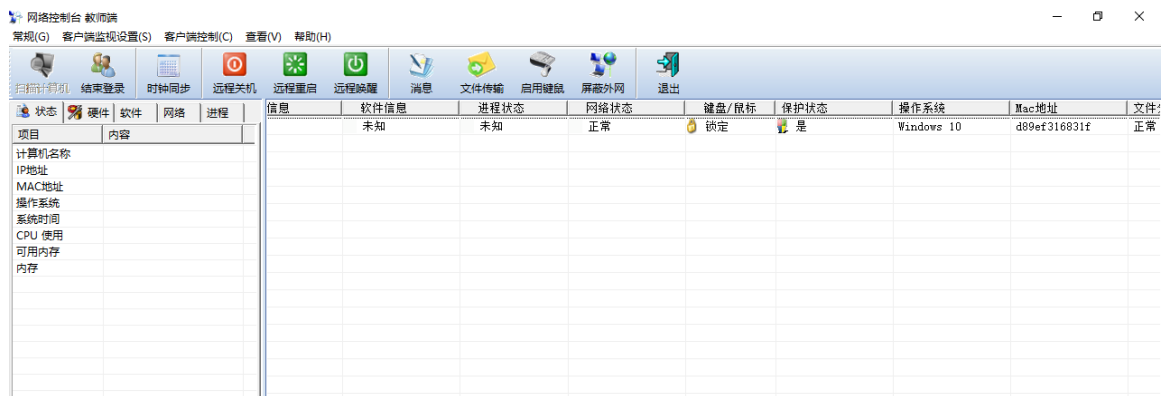 网络控制台 教师端
常规(G) 客户端监视设置(S) 客户端控制(C) 查看(V) 帮助(H)
扫描计算机 结束登录 时钟同步 远程关机 远程重启 远程唤醒 消息 文件传输 启用键鼠 屏蔽外网 退出
状态 硬件 软件 网络 进程
信息 软件信息 进程状态 网络状态 键盘/鼠标 保护状态 操作系统 Mac地址 文件
未知 未知 正常 锁定 是 Windows 10 d89ef316831f 正常
项目 内容
计算机名称
IP地址
MAC地址
操作系统
系统时间
CPU 使用
可用内存
内存